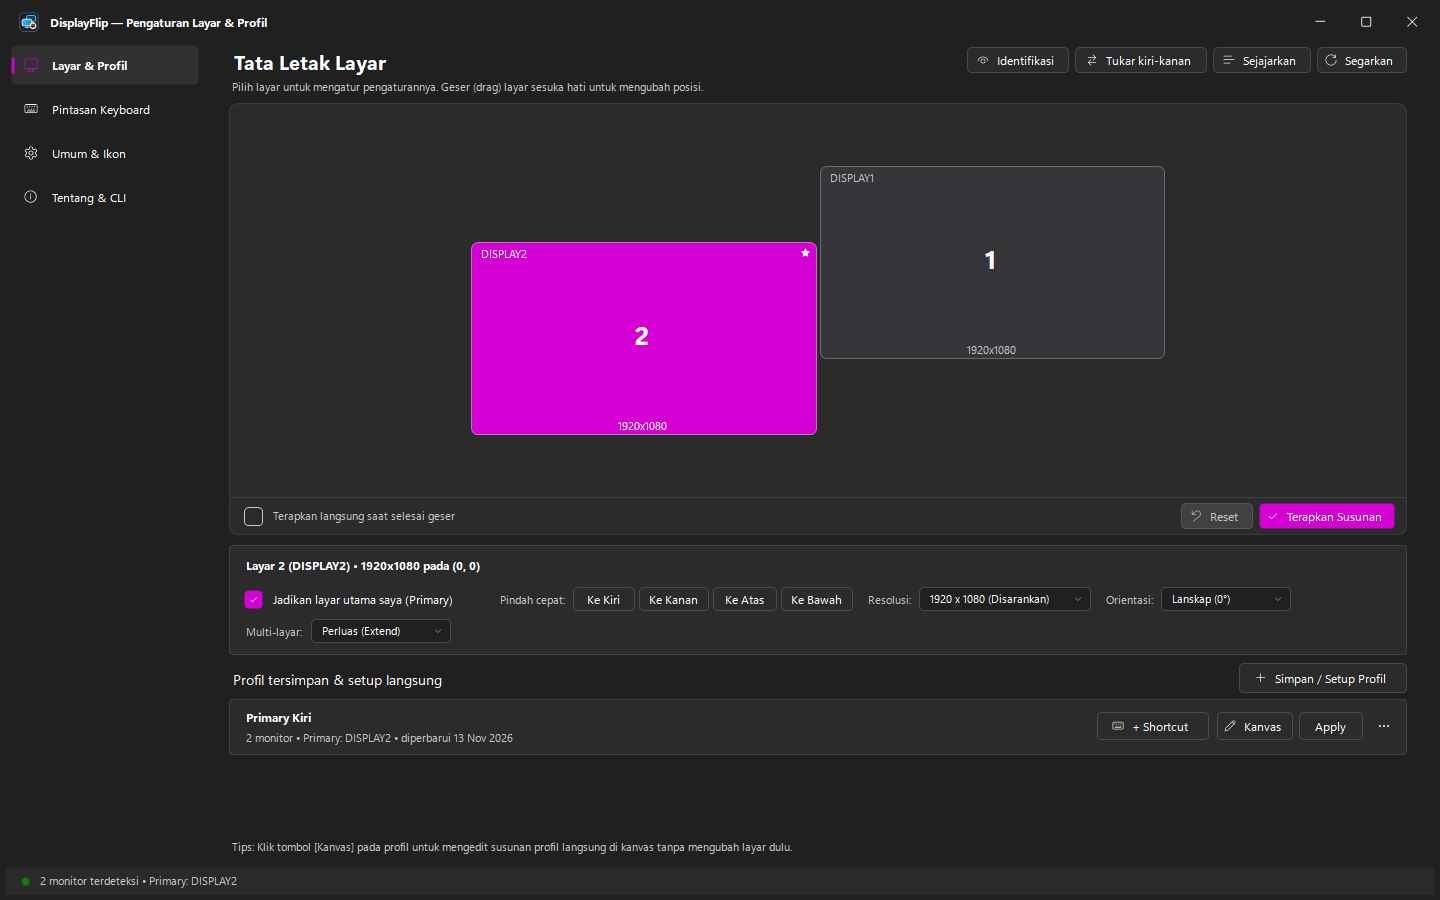 DisplayFlip — Pengaturan Layar & Profil
Layar & Profil
Pintasan Keyboard
Umum & Ikon
Tentang & CLI
Tata Letak Layar
Identifikasi
Tukar kiri-kanan
Sejajarkan
Segarkan
Pilih layar untuk mengatur pengaturannya. Geser (drag) layar sesuka hati untuk mengubah posisi.
DISPLAY1
1
1920x1080
DISPLAY2
2
1920x1080
Terapkan langsung saat selesai geser
Reset
Terapkan Susunan
Layar 2 (DISPLAY2) • 1920x1080 pada (0, 0)
Jadikan layar utama saya (Primary)
Pindah cepat:
Ke Kiri
Ke Kanan
Ke Atas
Ke Bawah
Resolusi:
1920 x 1080 (Disarankan)
Orientasi:
Lanskap (0°)
Multi-layar:
Perluas (Extend)
Profil tersimpan & setup langsung
Simpan / Setup Profil
Primary Kiri
2 monitor • Primary: DISPLAY2 • diperbarui 13 Nov 2026
+ Shortcut
Kanvas
Apply
Tips: Klik tombol [Kanvas] pada profil untuk mengedit susunan profil langsung di kanvas tanpa mengubah layar dulu.
2 monitor terdeteksi • Primary: DISPLAY2